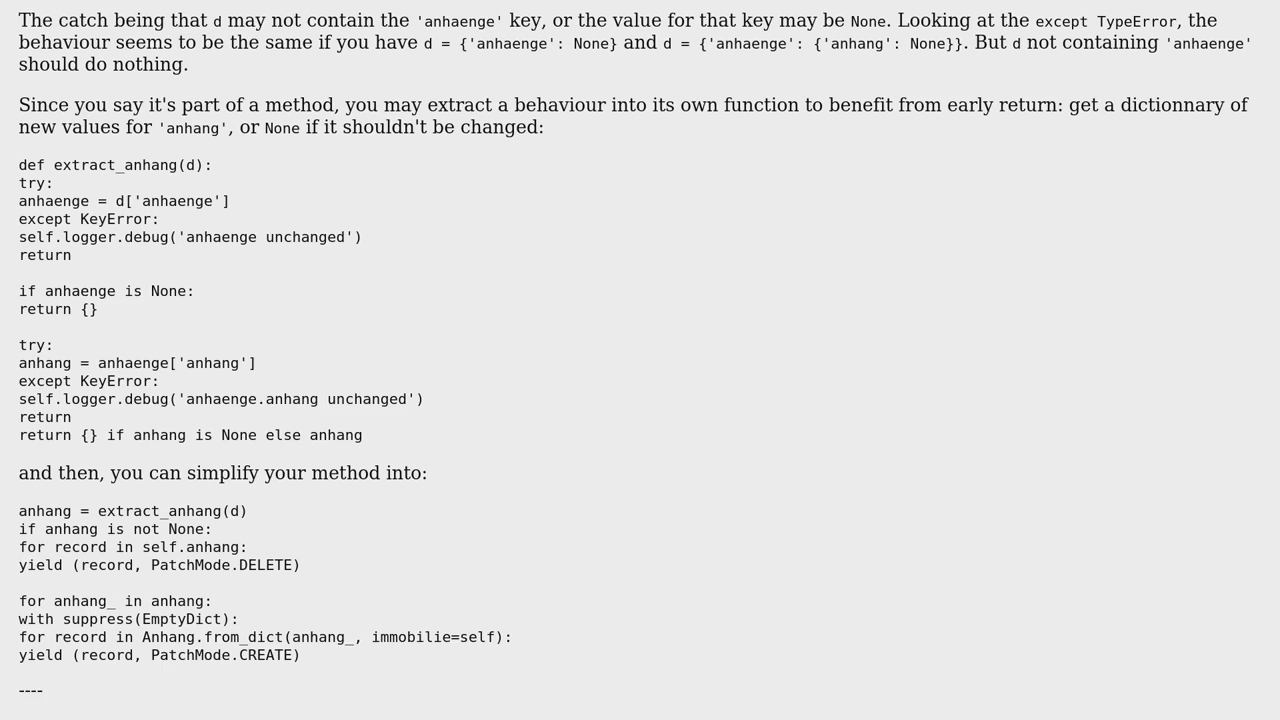 The catch being that d may not contain the 'anhaenge' key, or the value for that key may be None. Looking at the except TypeError, the
behaviour seems to be the same if you have d = {'anhaenge': None} and d = {'anhaenge': {'anhang': None}}. But d not containing 'anhaenge'
should do nothing.
Since you say it's part of a method, you may extract a behaviour into its own function to benefit from early return: get a dictionnary of
new values for 'anhang', or None if it shouldn't be changed:
def extract_anhang(d):
try:
anhaenge = d['anhaenge']
except KeyError:
self.logger.debug('anhaenge unchanged')
return
if anhaenge is None:
return {}
try:
anhang = anhaenge['anhang']
except KeyError:
self.logger.debug('anhaenge.anhang unchanged')
return
return {} if anhang is None else anhang
and then, you can simplify your method into:
anhang = extract_anhang(d)
if anhang is not None:
for record in self.anhang:
yield (record, PatchMode.DELETE)
for anhang_ in anhang:
with suppress(EmptyDict):
for record in Anhang.from_dict(anhang_, immobilie=self):
yield (record, PatchMode.CREATE)
----